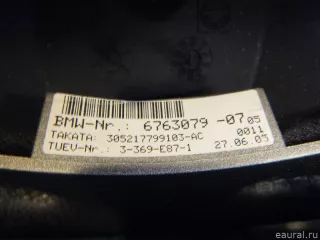 BMW-Nr.: 6763079 -07 05
TAKATA: 305217799103-AC 0011
TUEV-Nr.: 3-369-E87-1 27.06.05
eaural.ru